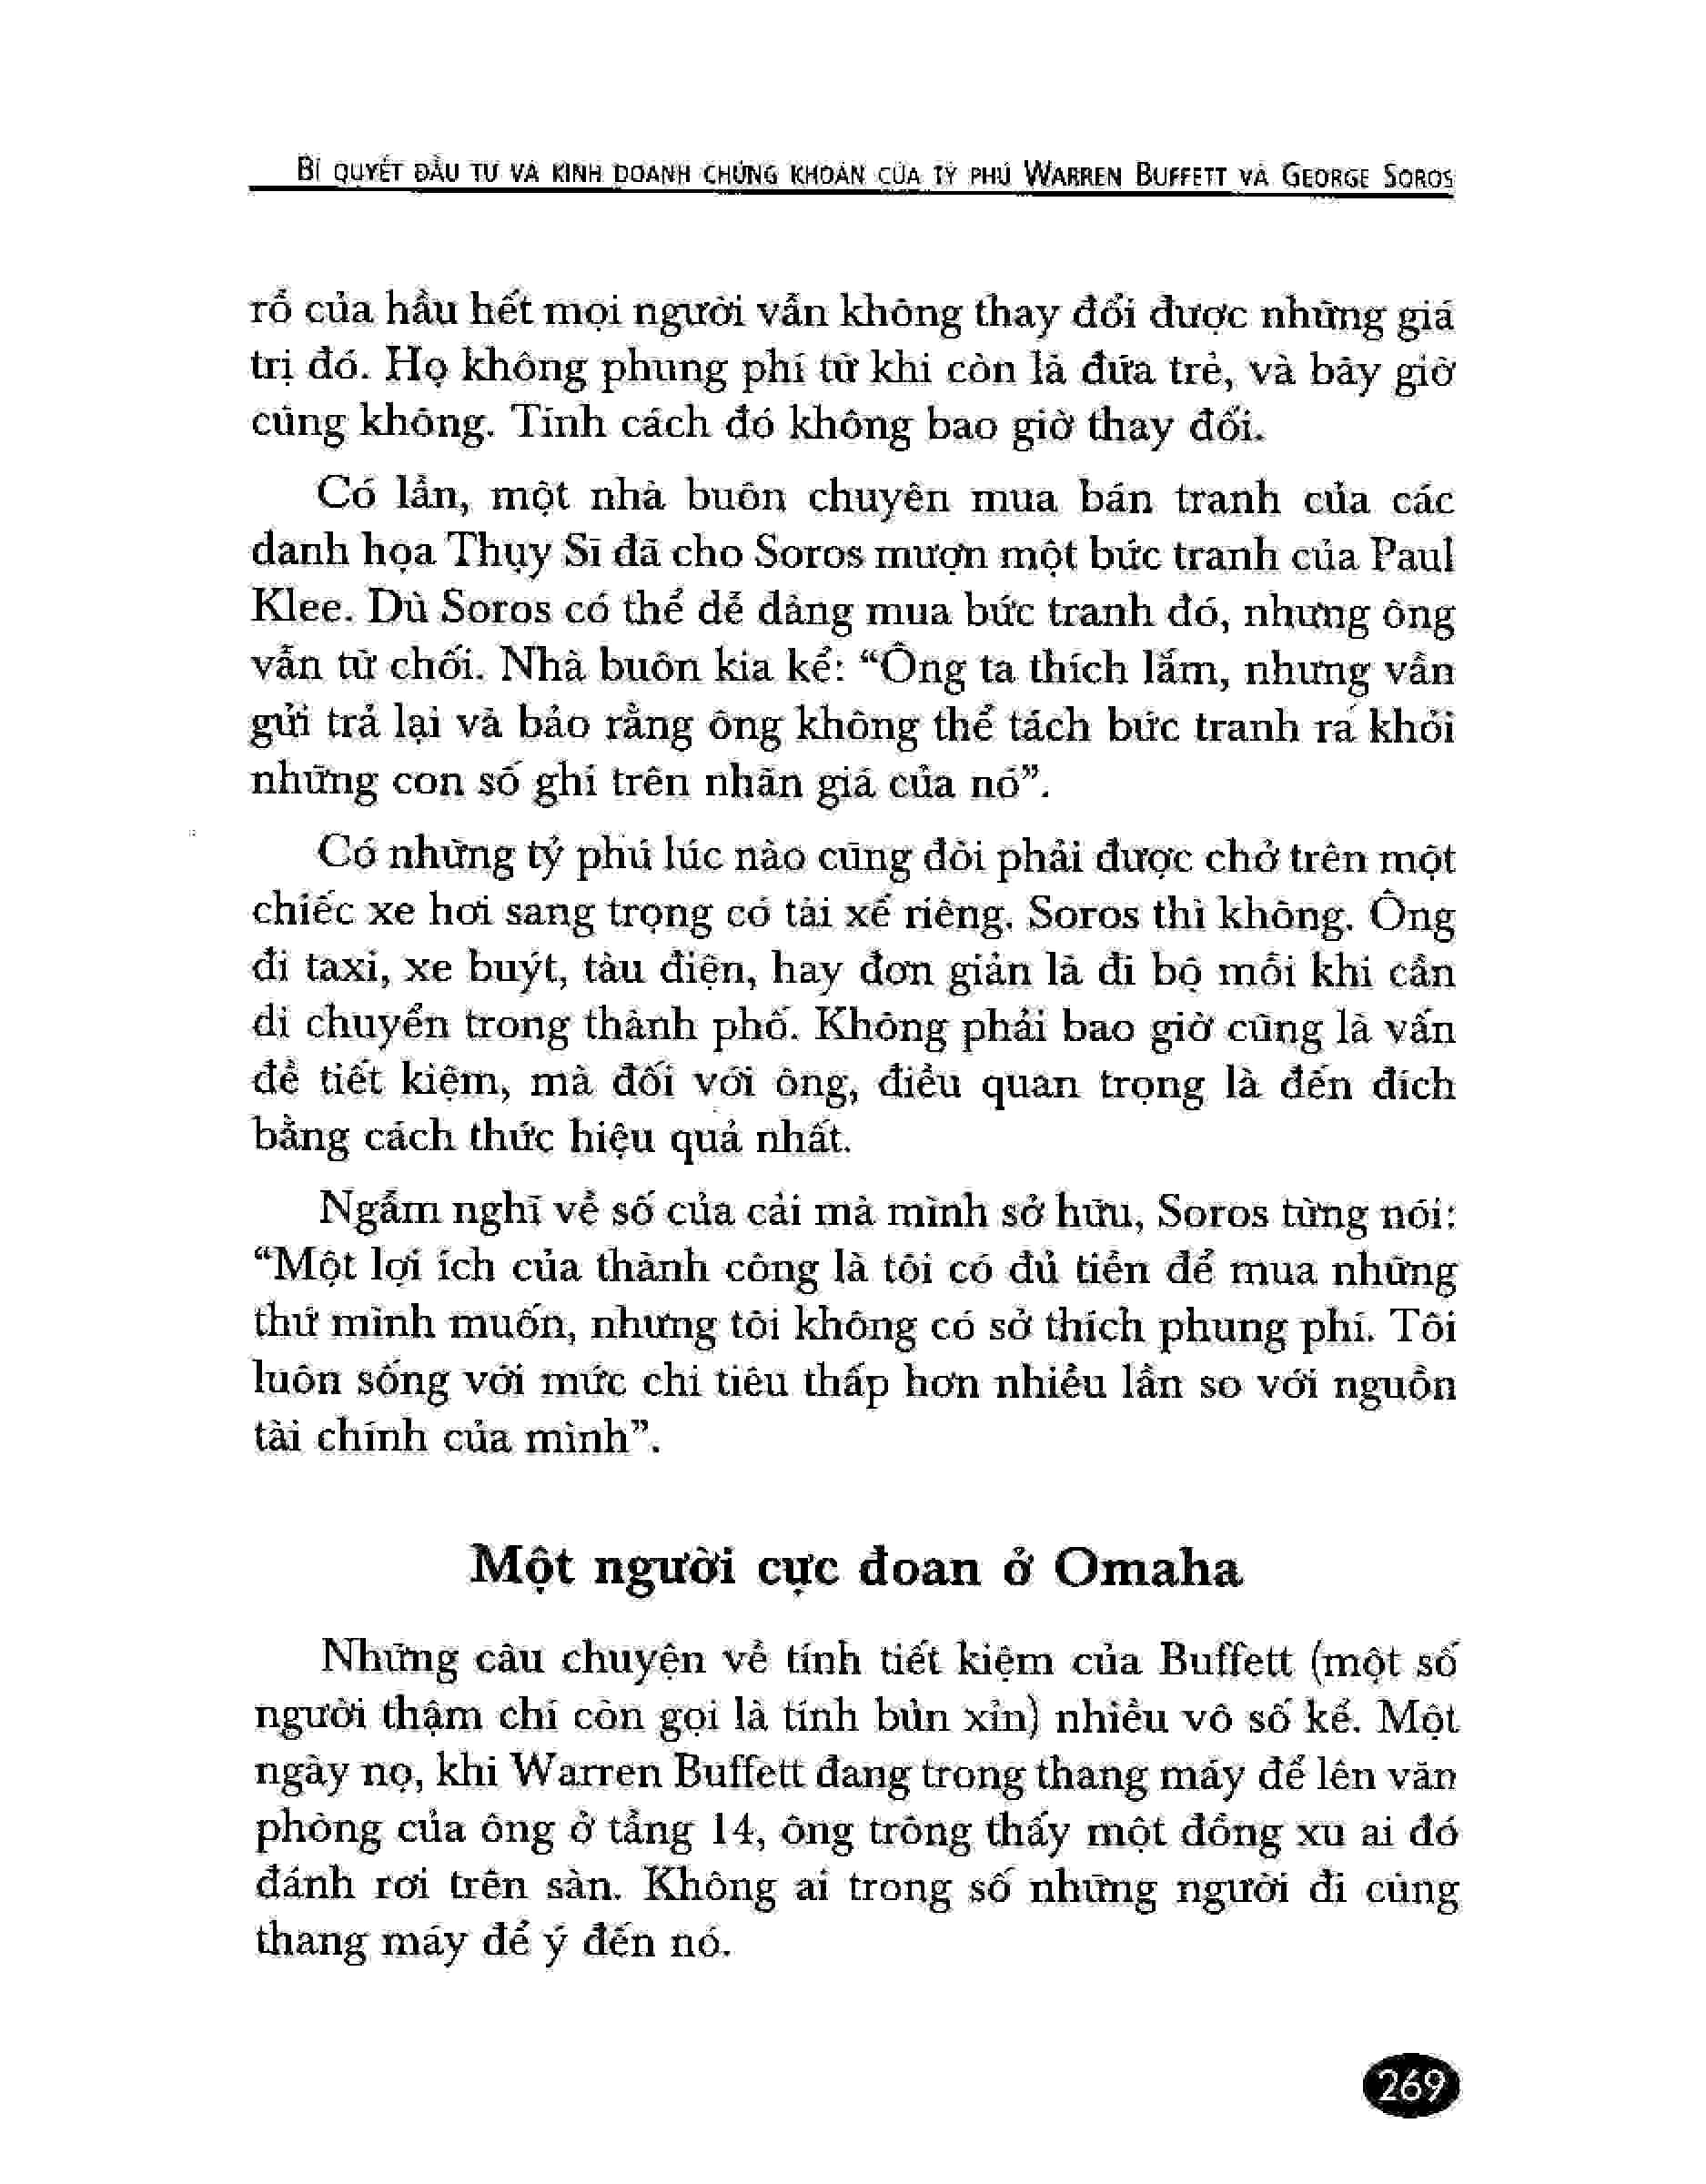 BÍ QUYẾT ĐẦU TƯ VÀ KINH DOANH CHỨNG KHOÁN CỦA TỶ PHÚ WARREN BUFFETT VÀ GEORGE SOROS
rổ của hầu hết mọi người vẫn không thay đổi được những giá
trị đó. Họ không phung phí từ khi còn là đứa trẻ, và bây giờ
cũng không. Tính cách đó không bao giờ thay đổi.
Có lần, một nhà buôn chuyên mua bán tranh của các
danh họa Thụy Sĩ đã cho Soros mượn một bức tranh của Paul
Klee. Dù Soros có thể dễ dàng mua bức tranh đó, nhưng ông
vẫn từ chối. Nhà buôn kia kể: “Ông ta thích lắm, nhưng vẫn
gửi trả lại và bảo rằng ông không thể tách bức tranh ra khỏi
những con số ghi trên nhãn giá của nó”.
Có những tỷ phú lúc nào cũng đòi phải được chở trên một
chiếc xe hơi sang trọng có tài xế riêng. Soros thì không. Ông
đi taxi, xe buýt, tàu điện, hay đơn giản là đi bộ mỗi khi cần
di chuyển trong thành phố. Không phải bao giờ cũng là vấn
đề tiết kiệm, mà đối với ông, điều quan trọng là đến đích
bằng cách thức hiệu quả nhất.
Ngẫm nghĩ về số của cải mà mình sở hữu, Soros từng nói:
“Một lợi ích của thành công là tôi có đủ tiền để mua những
thứ mình muốn, nhưng tôi không có sở thích phung phí. Tôi
luôn sống với mức chi tiêu thấp hơn nhiều lần so với nguồn
tài chính của mình”.
Một người cực đoan ở Omaha
Những câu chuyện về tính tiết kiệm của Buffett (một số
người thậm chí còn gọi là tính bủn xỉn) nhiều vô số kể. Một
ngày nọ, khi Warren Buffett đang trong thang máy để lên văn
phòng của ông ở tầng 14, ông trông thấy một đồng xu ai đó
đánh rơi trên sàn. Không ai trong số những người đi cùng
thang máy để ý đến nó.
269